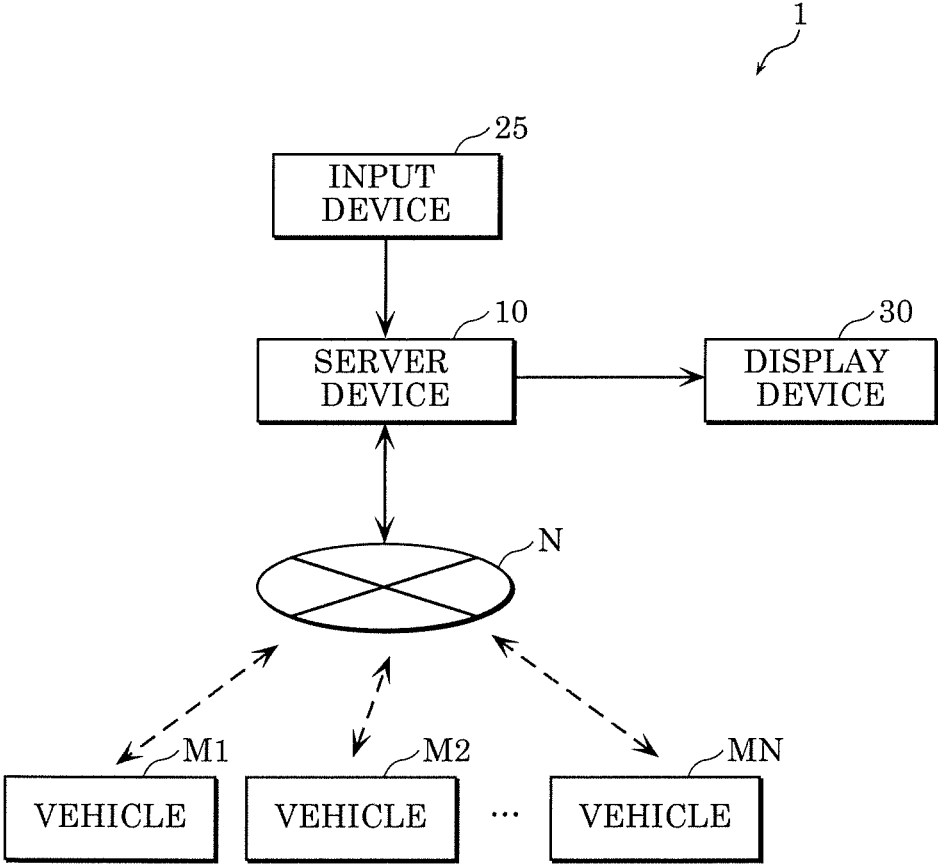 1
25
INPUT
DEVICE
10
SERVER
DEVICE
30
DISPLAY
DEVICE
N
M1
VEHICLE
M2
VEHICLE
...
MN
VEHICLE